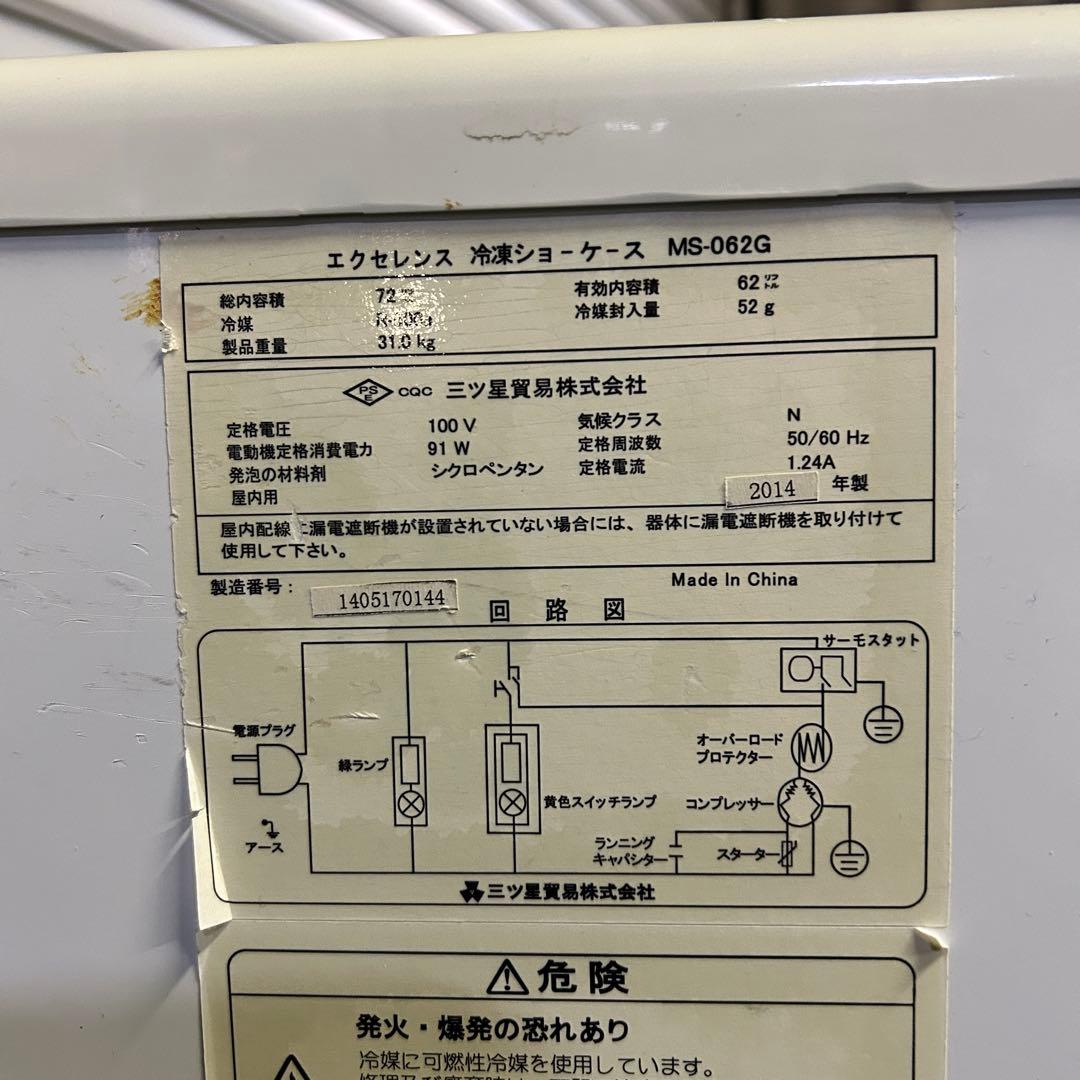 エクセレンス 冷凍ショーケース MS-062G
総内容積 72 有効内容積 62 リットル
冷媒 冷媒封入量 52 g
製品重量 31.0 kg
PSE CQC 三ツ星貿易株式会社
定格電圧 100 V 気候クラス N
電動機定格消費電力 91 W 定格周波数 50/60 Hz
発泡の材料剤 シクロペンタン 定格電流 1.24A
屋内用 2014 年製
屋内配線に漏電遮断機が設置されていない場合には、器体に漏電遮断機を取り付けて
使用して下さい。
製造番号: 1405170144 Made In China
回路図
サーモスタット
電源プラグ
緑ランプ
黄色スイッチランプ
オーバーロード
プロテクター
コンプレッサー
アース
ランニング
キャパシター
スターター
三ツ星貿易株式会社
危険
発火・爆発の恐れあり
冷媒に可燃性冷媒を使用しています。